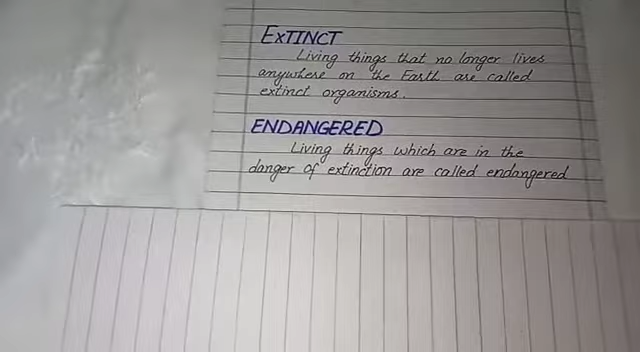 ExTINCT
Living things that no longer lives
anywhere on the Earth are called
extinct organisms.
ENDANGERED
Living things which are in the
danger of extinction are called endangered